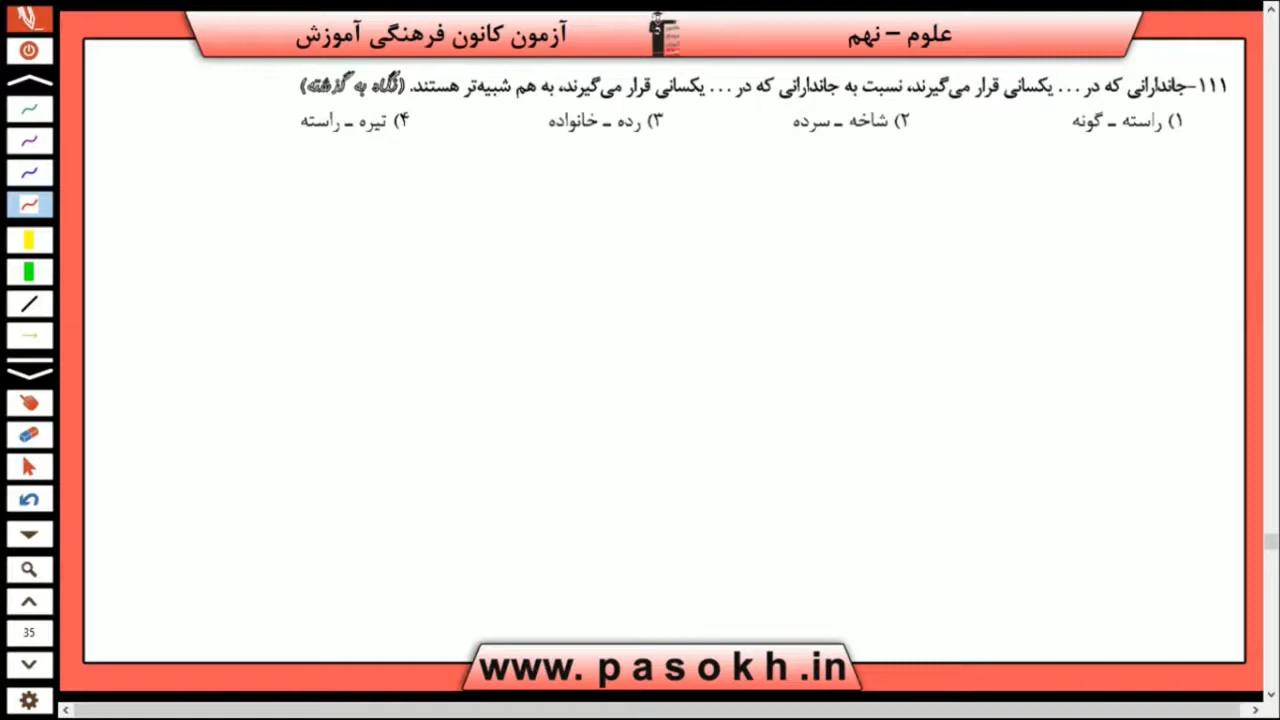 علوم – نهم
آزمون کانون فرهنگی آموزش
۱۱۱-جاندارانی که در ... یکسانی قرار می‌گیرند، نسبت به جاندارانی که در ... یکسانی قرار می‌گیرند، به هم شبیه‌تر هستند. (نگاه به گذشته)
۱) راسته ـ گونه
۲) شاخه ـ سرده
۳) رده ـ خانواده
۴) تیره ـ راسته
35
www. p a s o k h .in